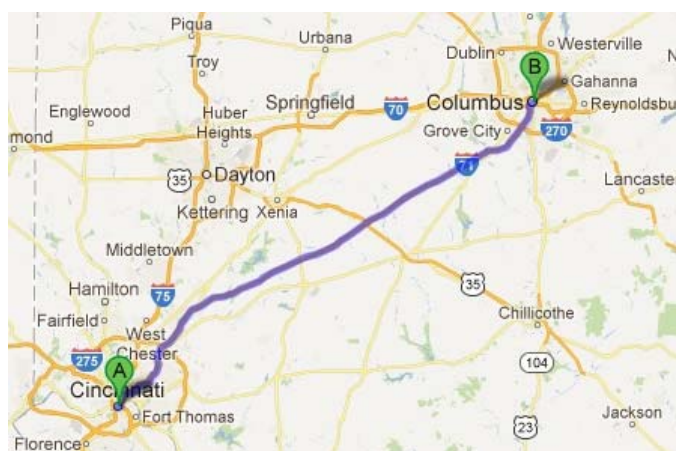 Piqua
Urbana
Dublin
Westerville
B
Troy
Gahanna
Englewood
Huber
Heights
Springfield
70
Columbus
Reynoldsbu
mond
Grove City
270
71
35
Dayton
Kettering
Xenia
Lancaster
Middletown
Hamilton
75
35
Fairfield
West
Chester
Chillicothe
275
A
104
Cincinnati
Fort Thomas
Jackson
23
Florence